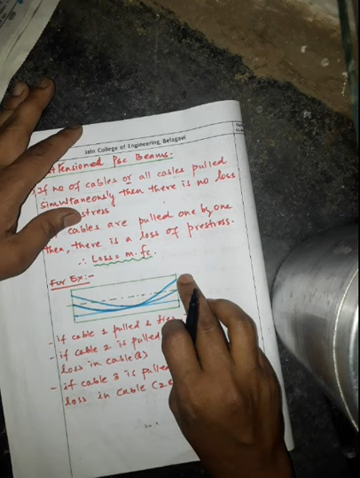 Jain College of Engineering, Belagavi
tensioned Psc Beams:-
If no of cables or all cables pulled
simultaneously then there is no loss
stress
cables are pulled one by one
then, there is a loss of prestress.
∴ Loss = m.fc.
For Ex:-
- if cable 1 pulled &
- if cable 2 is pulled
loss in cable
- if cable 3 is pulle
loss in cable (2